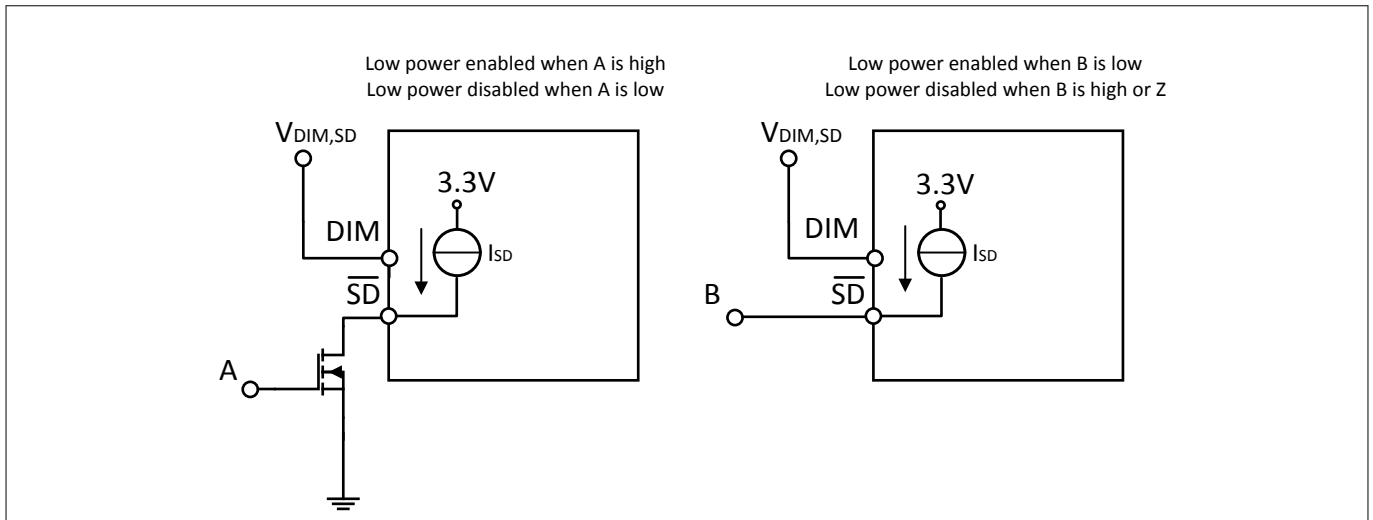 Low power enabled when A is high
Low power disabled when A is low
VDIM,SD
3.3V
DIM
ISD
SD
A
Low power enabled when B is low
Low power disabled when B is high or Z
VDIM,SD
3.3V
DIM
ISD
B
SD